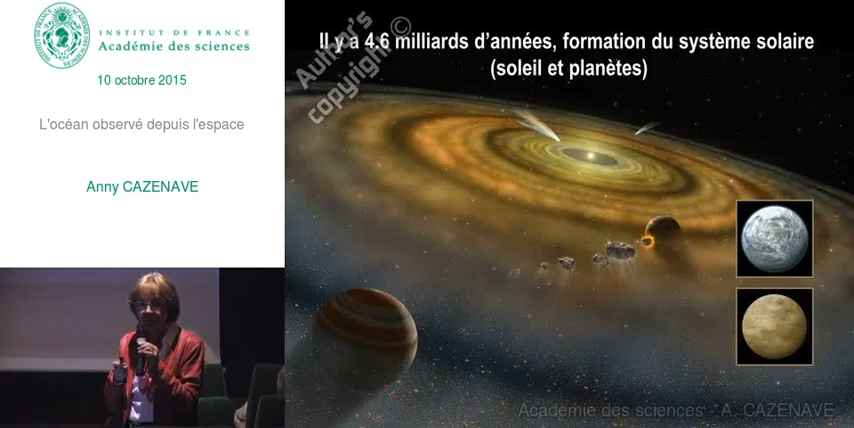 INSTITUT DE FRANCE
Académie des sciences
10 octobre 2015
L'océan observé depuis l'espace
Anny CAZENAVE
Il y a 4.6 milliards d'années, formation du système solaire
(soleil et planètes)
Author's
copyright ©
Académie des sciences - A. CAZENAVE